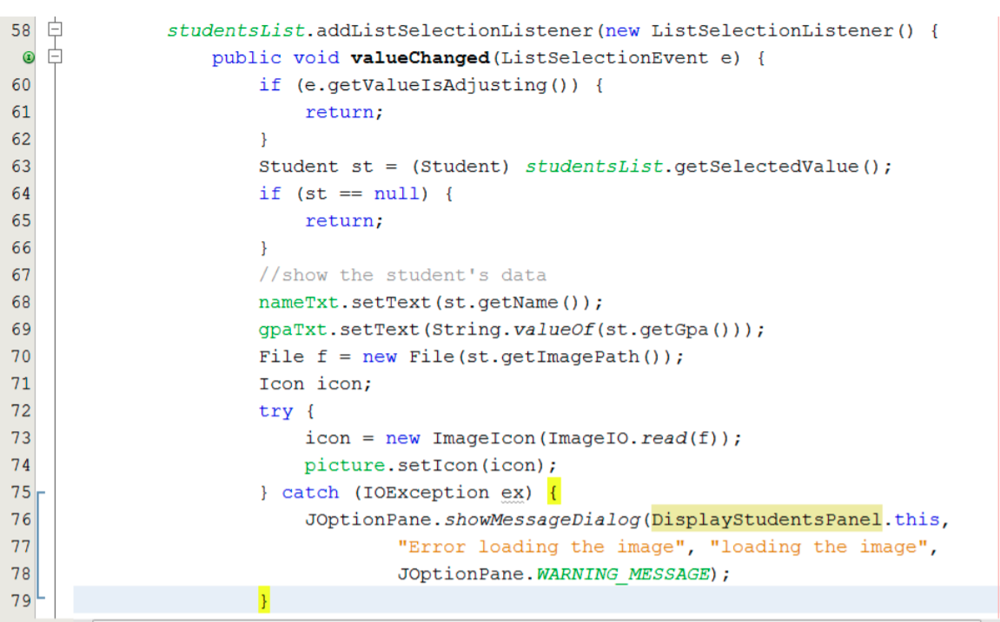 58 studentsList.addListSelectionListener(new ListSelectionListener() {
public void valueChanged(ListSelectionEvent e) {
60 if (e.getValueIsAdjusting()) {
61 return;
62 }
63 Student st = (Student) studentsList.getSelectedValue();
64 if (st == null) {
65 return;
66 }
67 //show the student's data
68 nameTxt.setText(st.getName());
69 gpaTxt.setText(String.valueOf(st.getGpa()));
70 File f = new File(st.getImagePath());
71 Icon icon;
72 try {
73 icon = new ImageIcon(ImageIO.read(f));
74 picture.setIcon(icon);
75 } catch (IOException ex) {
76 JOptionPane.showMessageDialog(DisplayStudentsPanel.this,
77 "Error loading the image", "loading the image",
78 JOptionPane.WARNING_MESSAGE);
79 }